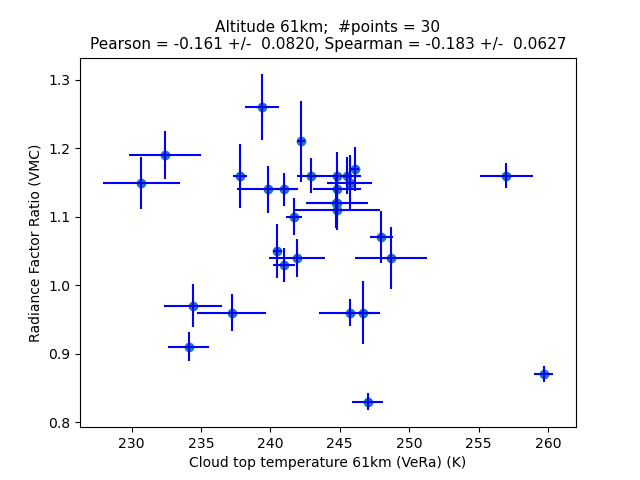 Altitude 61km;  #points = 30
Pearson = -0.161 +/-  0.0820, Spearman = -0.183 +/-  0.0627
1.3
1.2
1.1
1.0
0.9
0.8
Radiance Factor Ratio (VMC)
230 235 240 245 250 255 260
Cloud top temperature 61km (VeRa) (K)